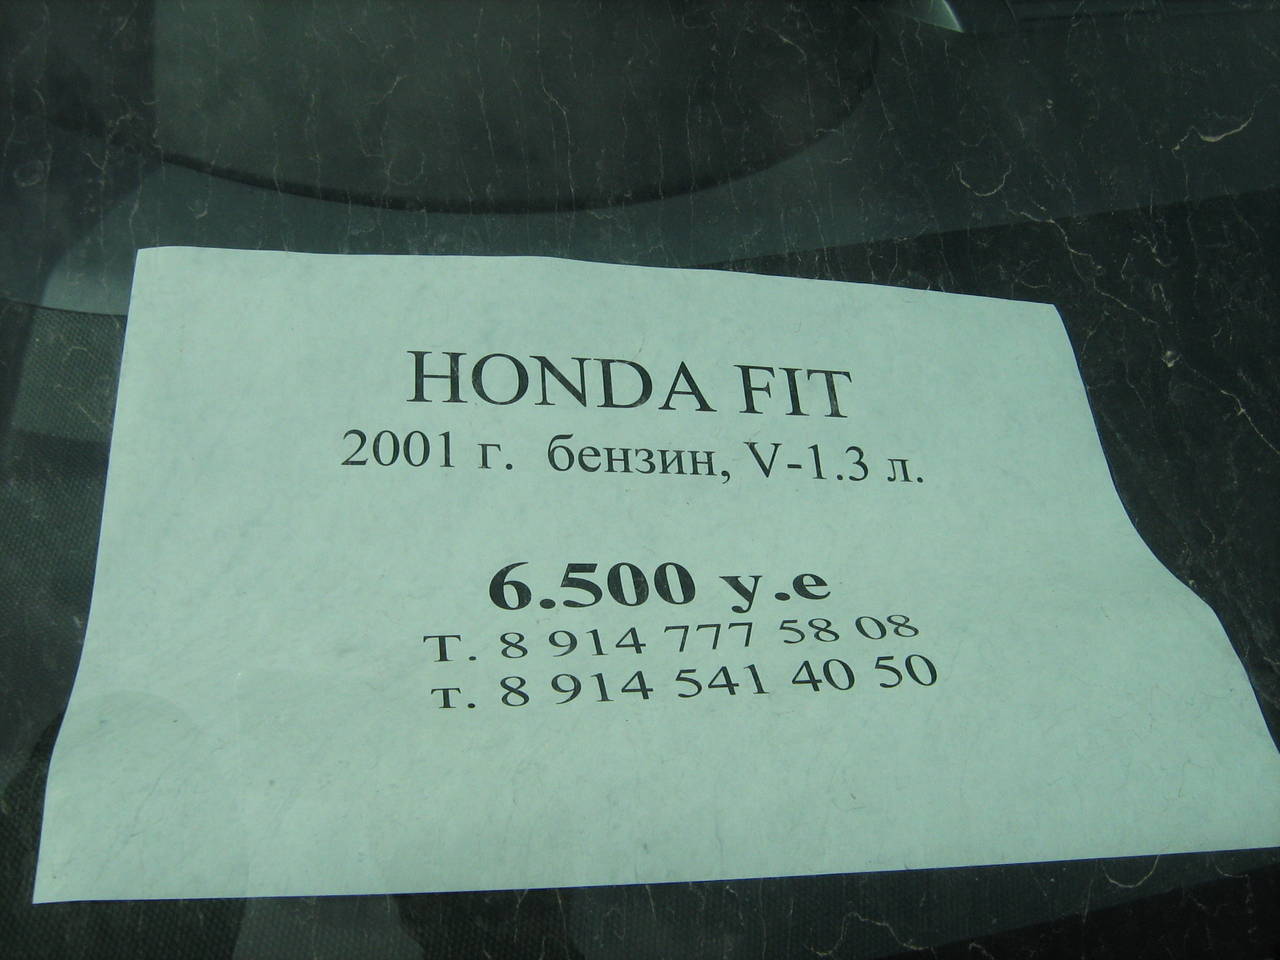 HONDA FIT
2001 г. бензин, V-1.3 л.
6.500 у.е
Т. 8 914 777 58 08
т. 8 914 541 40 50